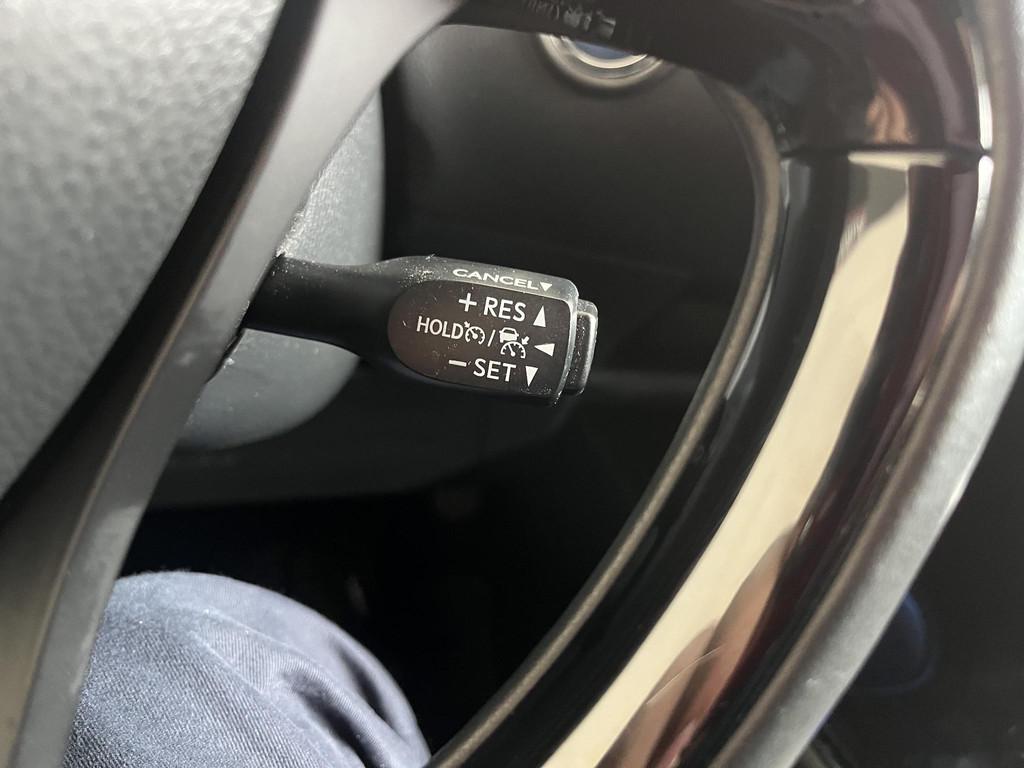 CANCEL▼
+ RES ▲
HOLD / ◀
− SET ▼